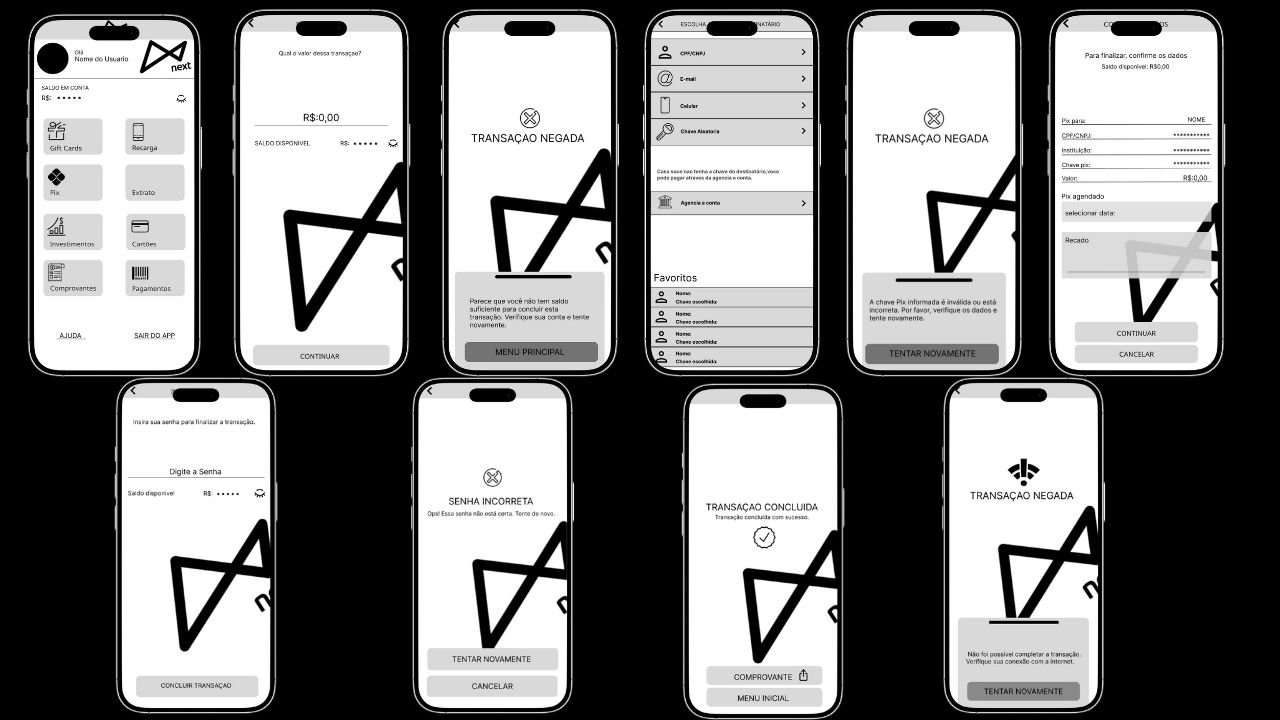 Olá
Nome do Usuario
next
SALDO EM CONTA
R$: •••••
Gift Cards
Recarga
Pix
Extrato
Investimentos
Cartões
Comprovantes
Pagamentos
AJUDA
SAIR DO APP
Qual o valor dessa transaçao?
R$:0,00
SALDO DISPONIVEL R$: •••••
CONTINUAR
TRANSAÇAO NEGADA
Parece que você não tem saldo
suficiente para concluir esta
transação. Verifique sua conta e tente
novamente.
MENU PRINCIPAL
ESCOLHA
CPF/CNPJ
E-mail
Celular
Chave Aleatoria
Caso voce nao tenha a chave do destinatário,voce
pode pagar atraves da agencia e conta.
Agencia e conta
Favoritos
Nome:
Chave escolhida:
Nome:
Chave escolhida:
Nome:
Chave escolhida:
Nome:
Chave escolhida:
TRANSAÇAO NEGADA
A chave Pix informada é inválida ou está
incorreta. Por favor, verifique os dados e
tente novamente.
TENTAR NOVAMENTE
Para finalizar, confirme os dados
Saldo disponivel: R$0,00
Pix para: NOME
CPF/CNPJ: ***********
Instituição: ***********
Chave pix: ***********
Valor: R$:0,00
Pix agendado
selecionar data:
Recado
CONTINUAR
CANCELAR
Insira sua senha para finalizar a transação.
Digite a Senha
Saldo disponivel R$: •••••
CONCLUIR TRANSAÇAO
SENHA INCORRETA
Ops! Essa senha não está certa. Tente de novo.
TENTAR NOVAMENTE
CANCELAR
TRANSAÇAO CONCLUIDA
Transação concluída com sucesso.
COMPROVANTE
MENU INICIAL
TRANSAÇAO NEGADA
Não foi possível completar a transação.
Verifique sua conexão com a Internet.
TENTAR NOVAMENTE